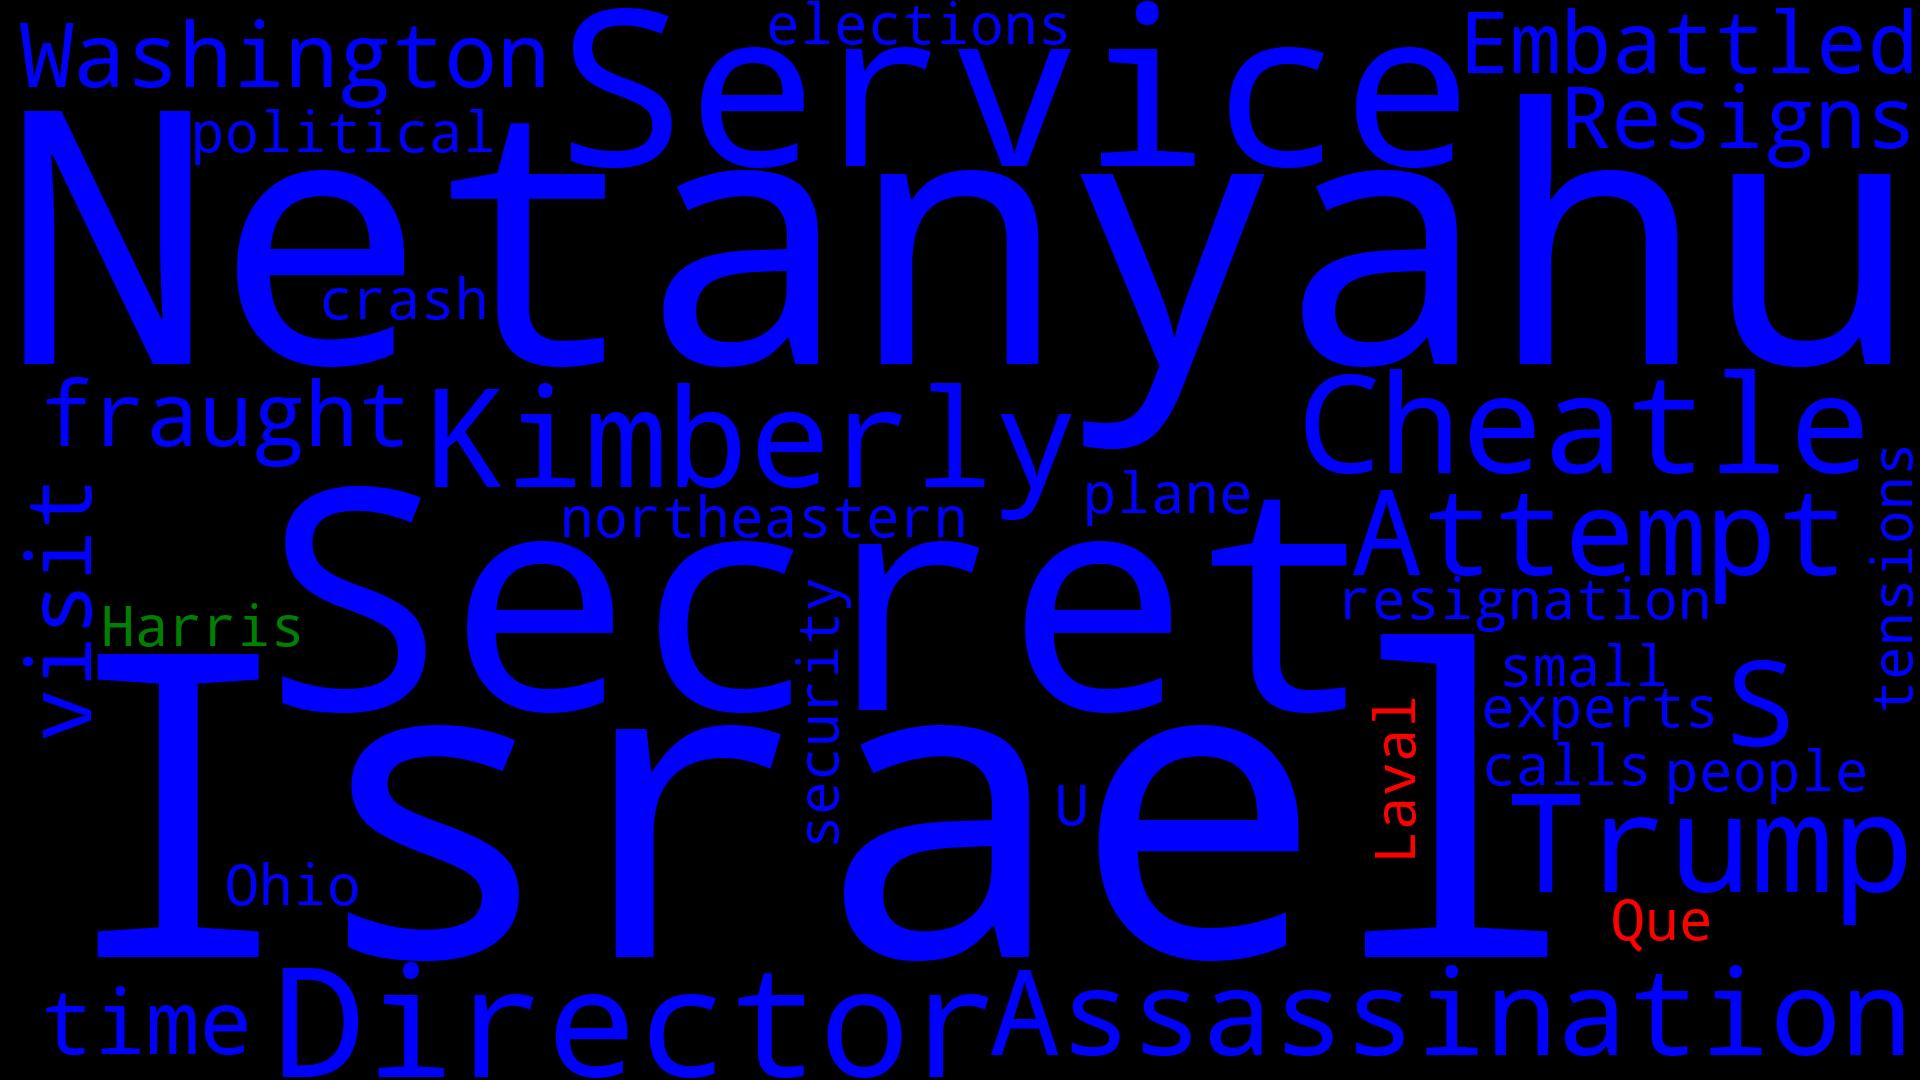 elections
Washington
Service
Embattled
Resigns
political
Netanyahu
crash
fraught
Kimberly
Cheatle
northeastern
plane
Attempt
tensions
visit
Harris
Secret
resignation
small
experts
S
security
Israel
U
Laval
calls
people
Ohio
Trump
Que
time
Director
Assassination